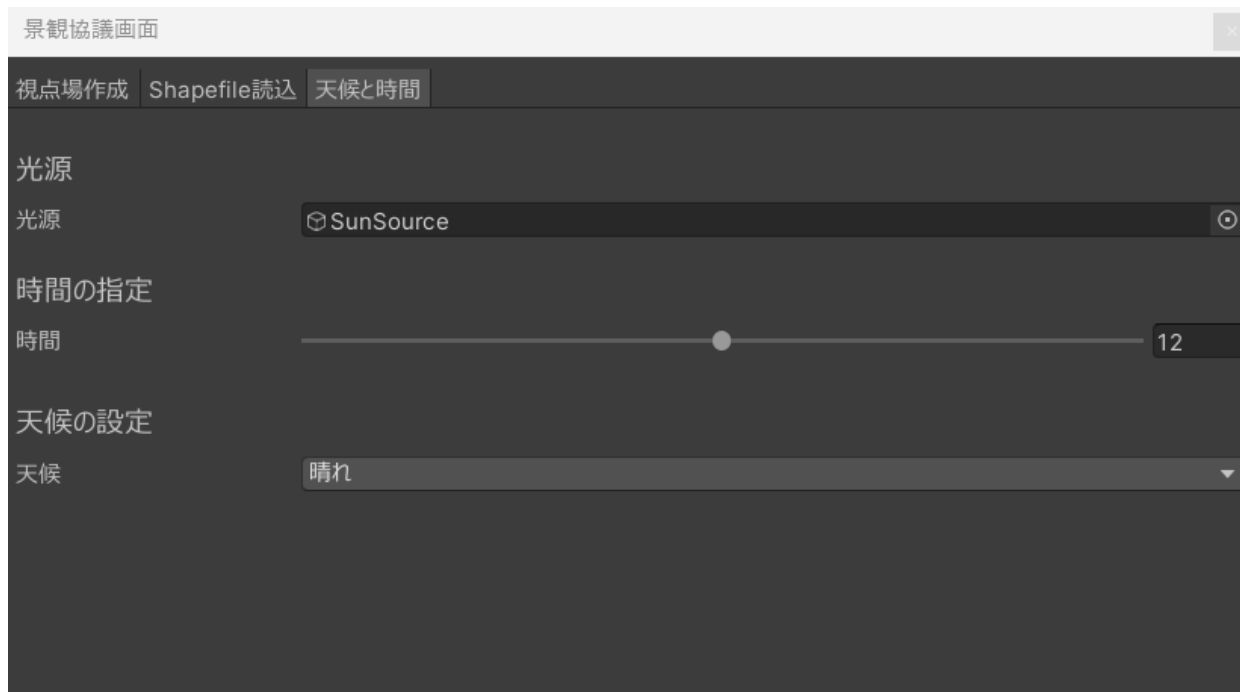 景観協議画面
視点場作成 Shapefile読込 天候と時間
光源
光源 SunSource
時間の指定
時間 12
天候の設定
天候 晴れ